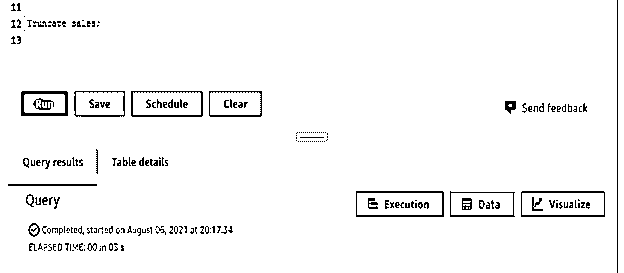 11
12 Truncate sales;
13
Run Save Schedule Clear
Send feedback
Query results Table details
Query
Execution Data Visualize
Completed, started on August 06, 2021 at 20:17:34
ELAPSED TIME: 00 m 03 s